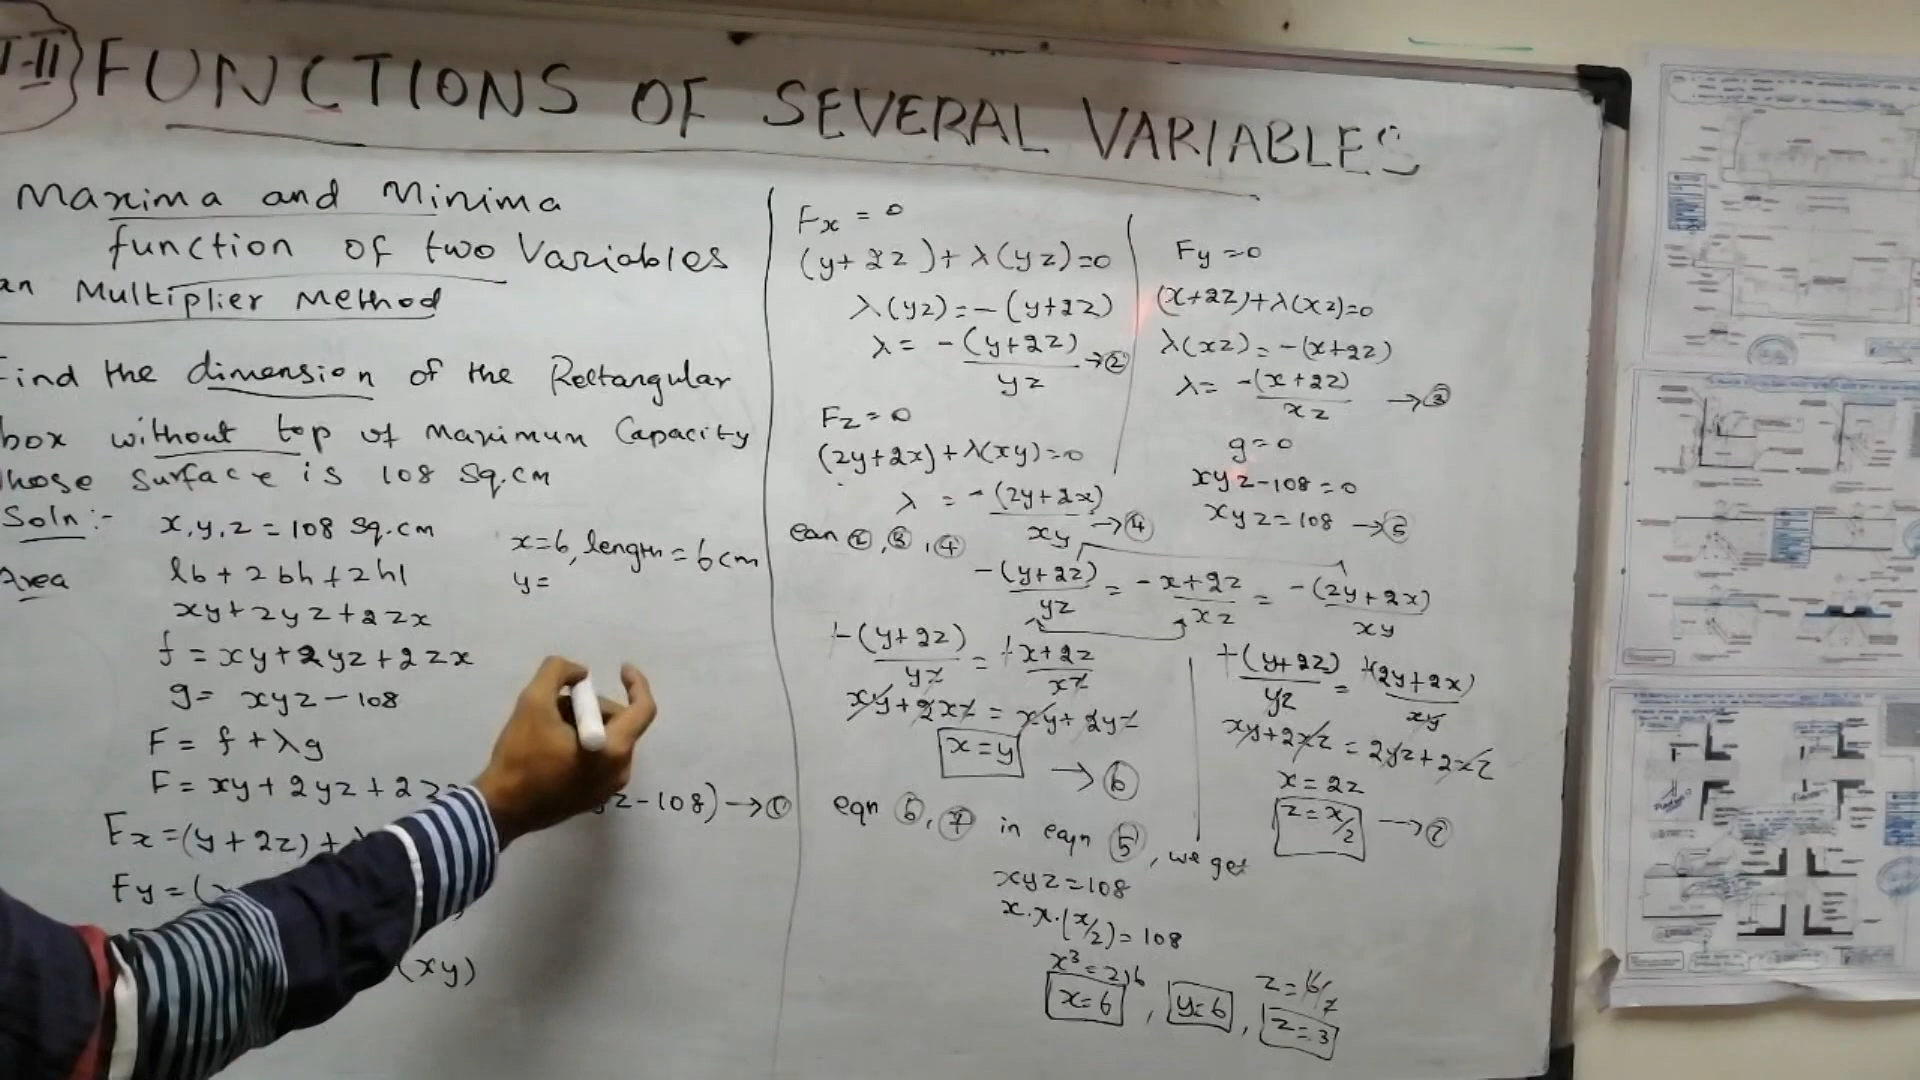 I-II) FUNCTIONS OF SEVERAL VARIABLES
Maxima and Minima
function of two Variables
an Multiplier Method
Find the dimension of the Rectangular
box without top of Maximum Capacity
whose surface is 108 sq.cm
Soln:- x,y,z = 108 sq.cm
Area lb + 2bh + 2hl
xy + 2yz + 2zx
f = xy + 2yz + 2zx
g = xyz - 108
F = f + λg
F = xy + 2yz + 2z
yz - 108) → ①
Fx = (y + 2z) +
Fy = (
(xy)
x = 6, length = 6cm
y =
Fx = 0
(y + 2z) + λ(yz) = 0
λ(yz) = -(y + 2z)
λ = -(y + 2z) / yz → ②
Fz = 0
(2y + 2x) + λ(xy) = 0
λ = -(2y + 2x) / xy → ④
Fy = 0
(x + 2z) + λ(xz) = 0
λ(xz) = -(x + 2z)
λ = -(x + 2z) / xz → ③
g = 0
xyz - 108 = 0
xyz = 108 → ⑤
eqn ②, ③, ④
-(y + 2z) / yz = -x + 2z / xz = -(2y + 2x) / xy
+-(y + 2z) / yz = +x + 2z / xz
xy + 2xz = xy + 2yz
x = y → ⑥
+(y + 2z) / yz = +(2y + 2x) / xy
xy + 2xz = 2yz + 2xz
x = 2z
z = x/2 → ⑦
eqn ⑥, ⑦ in eqn ⑤, we get
xyz = 108
x.x.(x/2) = 108
x³ = 216
x = 6, y = 6,
z = 6/2
z = 3